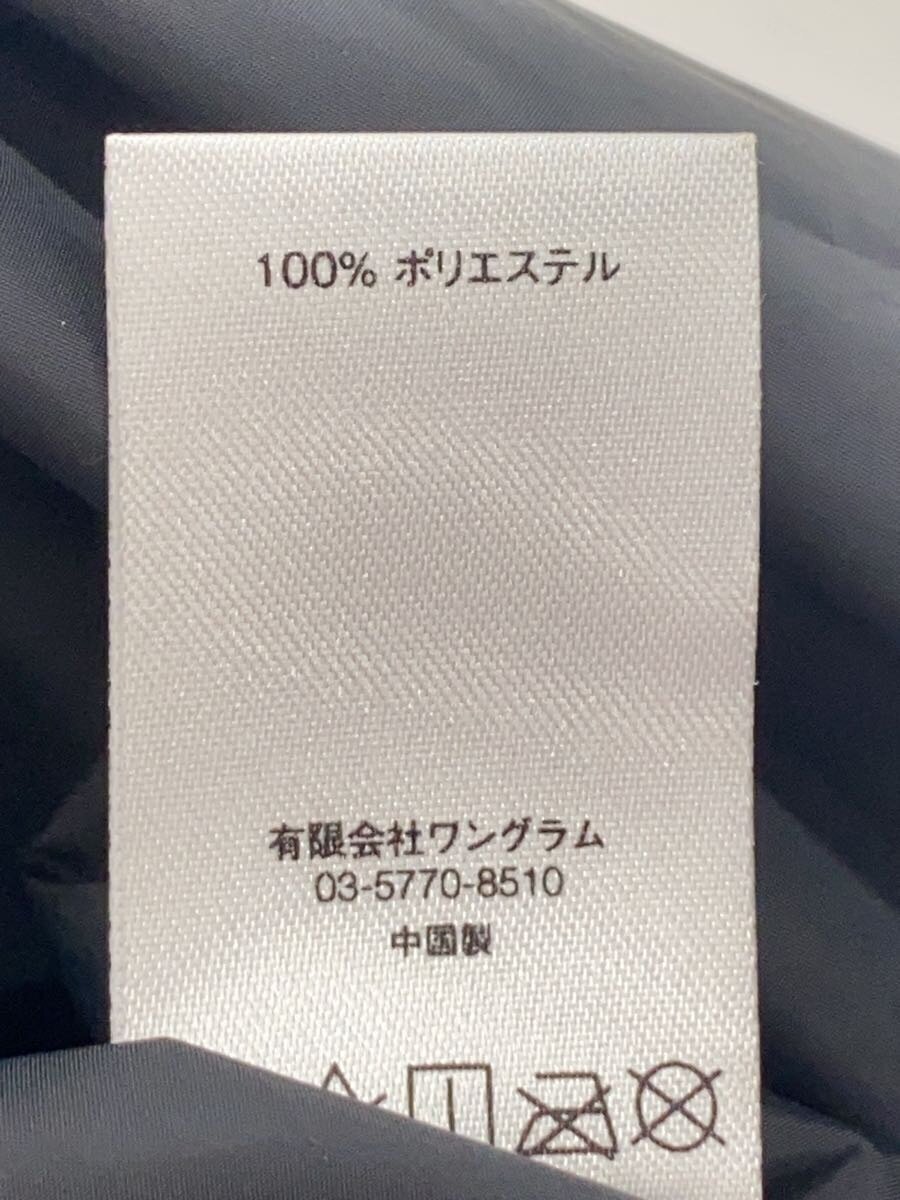 100% ポリエステル
有限会社ワングラム
03-5770-8510
中国製